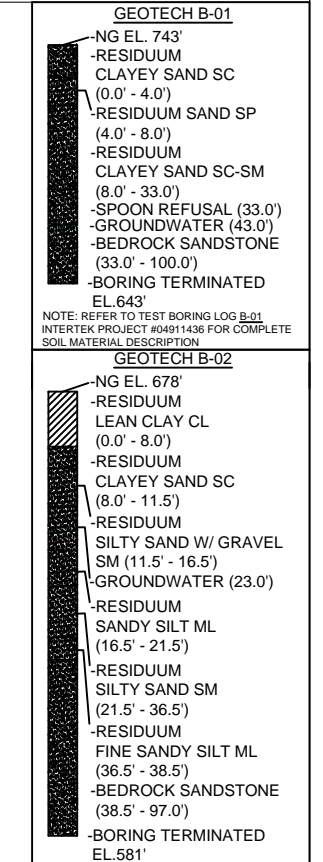 GEOTECH B-01
-NG EL. 743'
-RESIDUUM
CLAYEY SAND SC
(0.0' - 4.0')
-RESIDUUM SAND SP
(4.0' - 8.0')
-RESIDUUM
CLAYEY SAND SC-SM
(8.0' - 33.0')
-SPOON REFUSAL (33.0')
-GROUNDWATER (43.0')
-BEDROCK SANDSTONE
(33.0' - 100.0')
-BORING TERMINATED
EL.643'
NOTE: REFER TO TEST BORING LOG B-01
INTERTEK PROJECT #04911436 FOR COMPLETE
SOIL MATERIAL DESCRIPTION
GEOTECH B-02
-NG EL. 678'
-RESIDUUM
LEAN CLAY CL
(0.0' - 8.0')
-RESIDUUM
CLAYEY SAND SC
(8.0' - 11.5')
-RESIDUUM
SILTY SAND W/ GRAVEL
SM (11.5' - 16.5')
-GROUNDWATER (23.0')
-RESIDUUM
SANDY SILT ML
(16.5' - 21.5')
-RESIDUUM
SILTY SAND SM
(21.5' - 36.5')
-RESIDUUM
FINE SANDY SILT ML
(36.5' - 38.5')
-BEDROCK SANDSTONE
(38.5' - 97.0')
-BORING TERMINATED
EL.581'